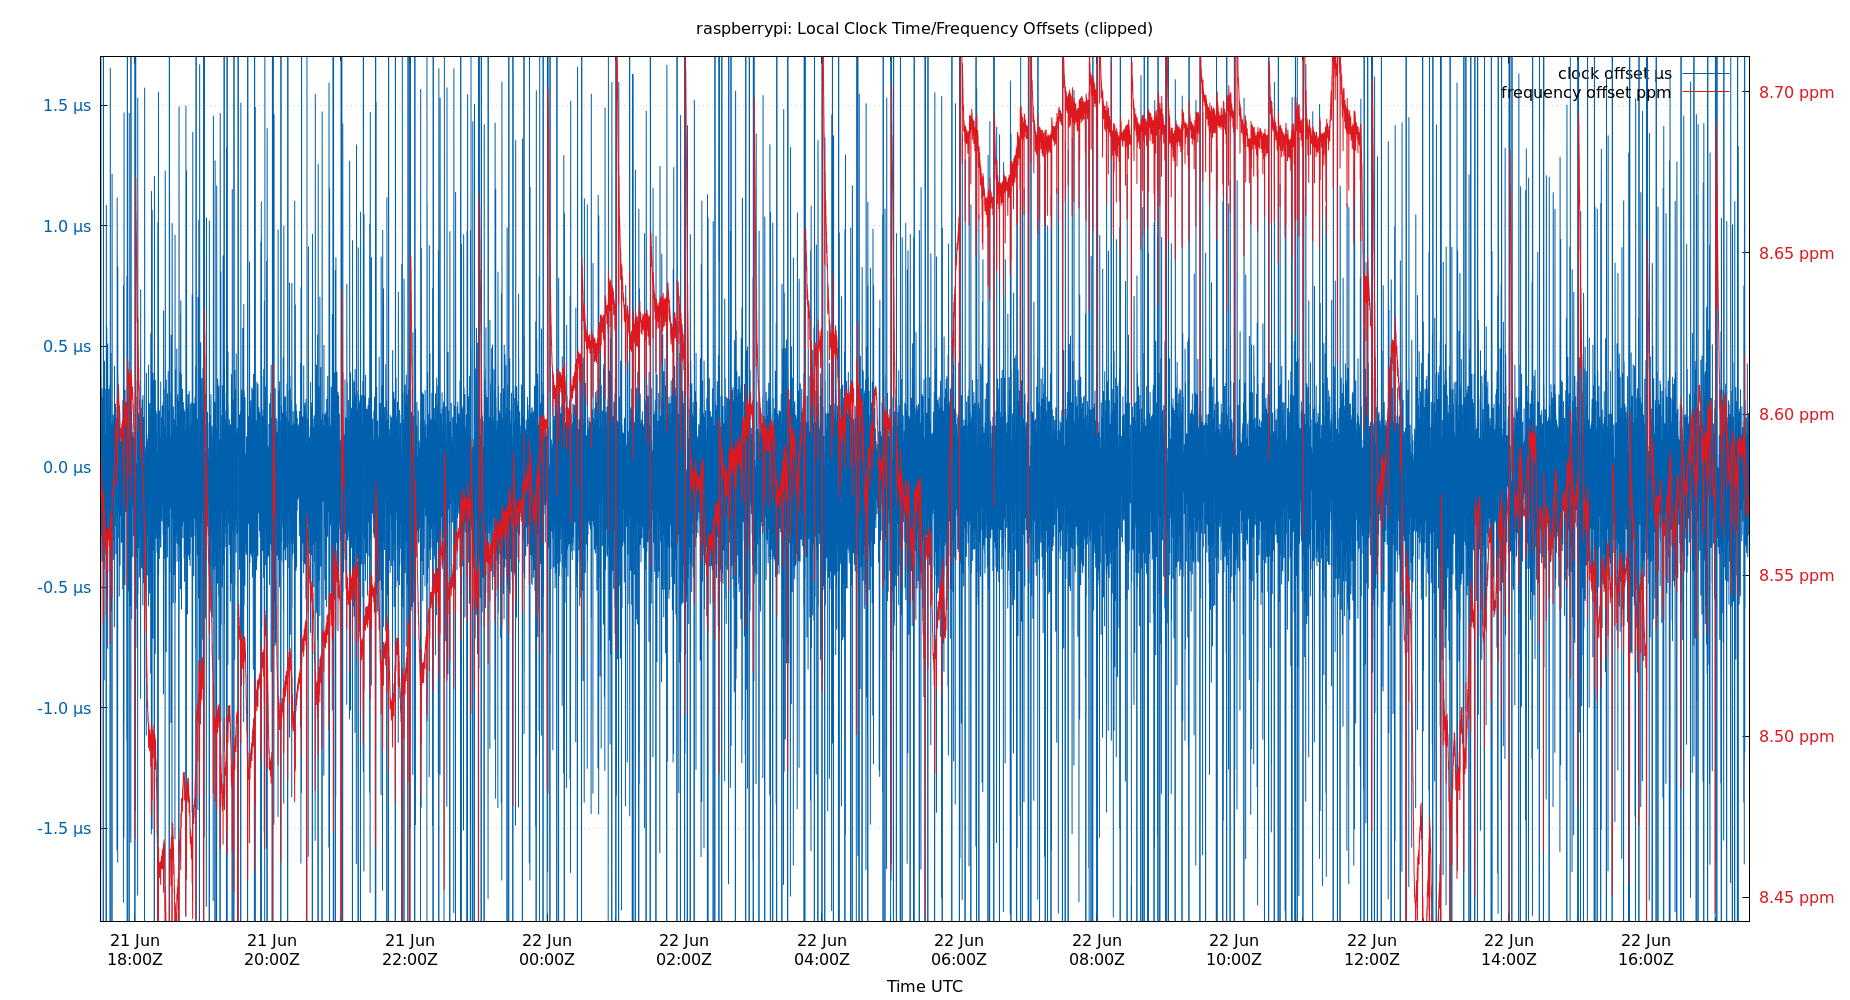 raspberrypi: Local Clock Time/Frequency Offsets (clipped)
clock offset µs
frequency offset ppm
1.5 µs
1.0 µs
0.5 µs
0.0 µs
-0.5 µs
-1.0 µs
-1.5 µs
8.70 ppm
8.65 ppm
8.60 ppm
8.55 ppm
8.50 ppm
8.45 ppm
21 Jun 21 Jun 21 Jun 22 Jun 22 Jun 22 Jun 22 Jun 22 Jun 22 Jun 22 Jun 22 Jun 22 Jun
18:00Z 20:00Z 22:00Z 00:00Z 02:00Z 04:00Z 06:00Z 08:00Z 10:00Z 12:00Z 14:00Z 16:00Z
Time UTC